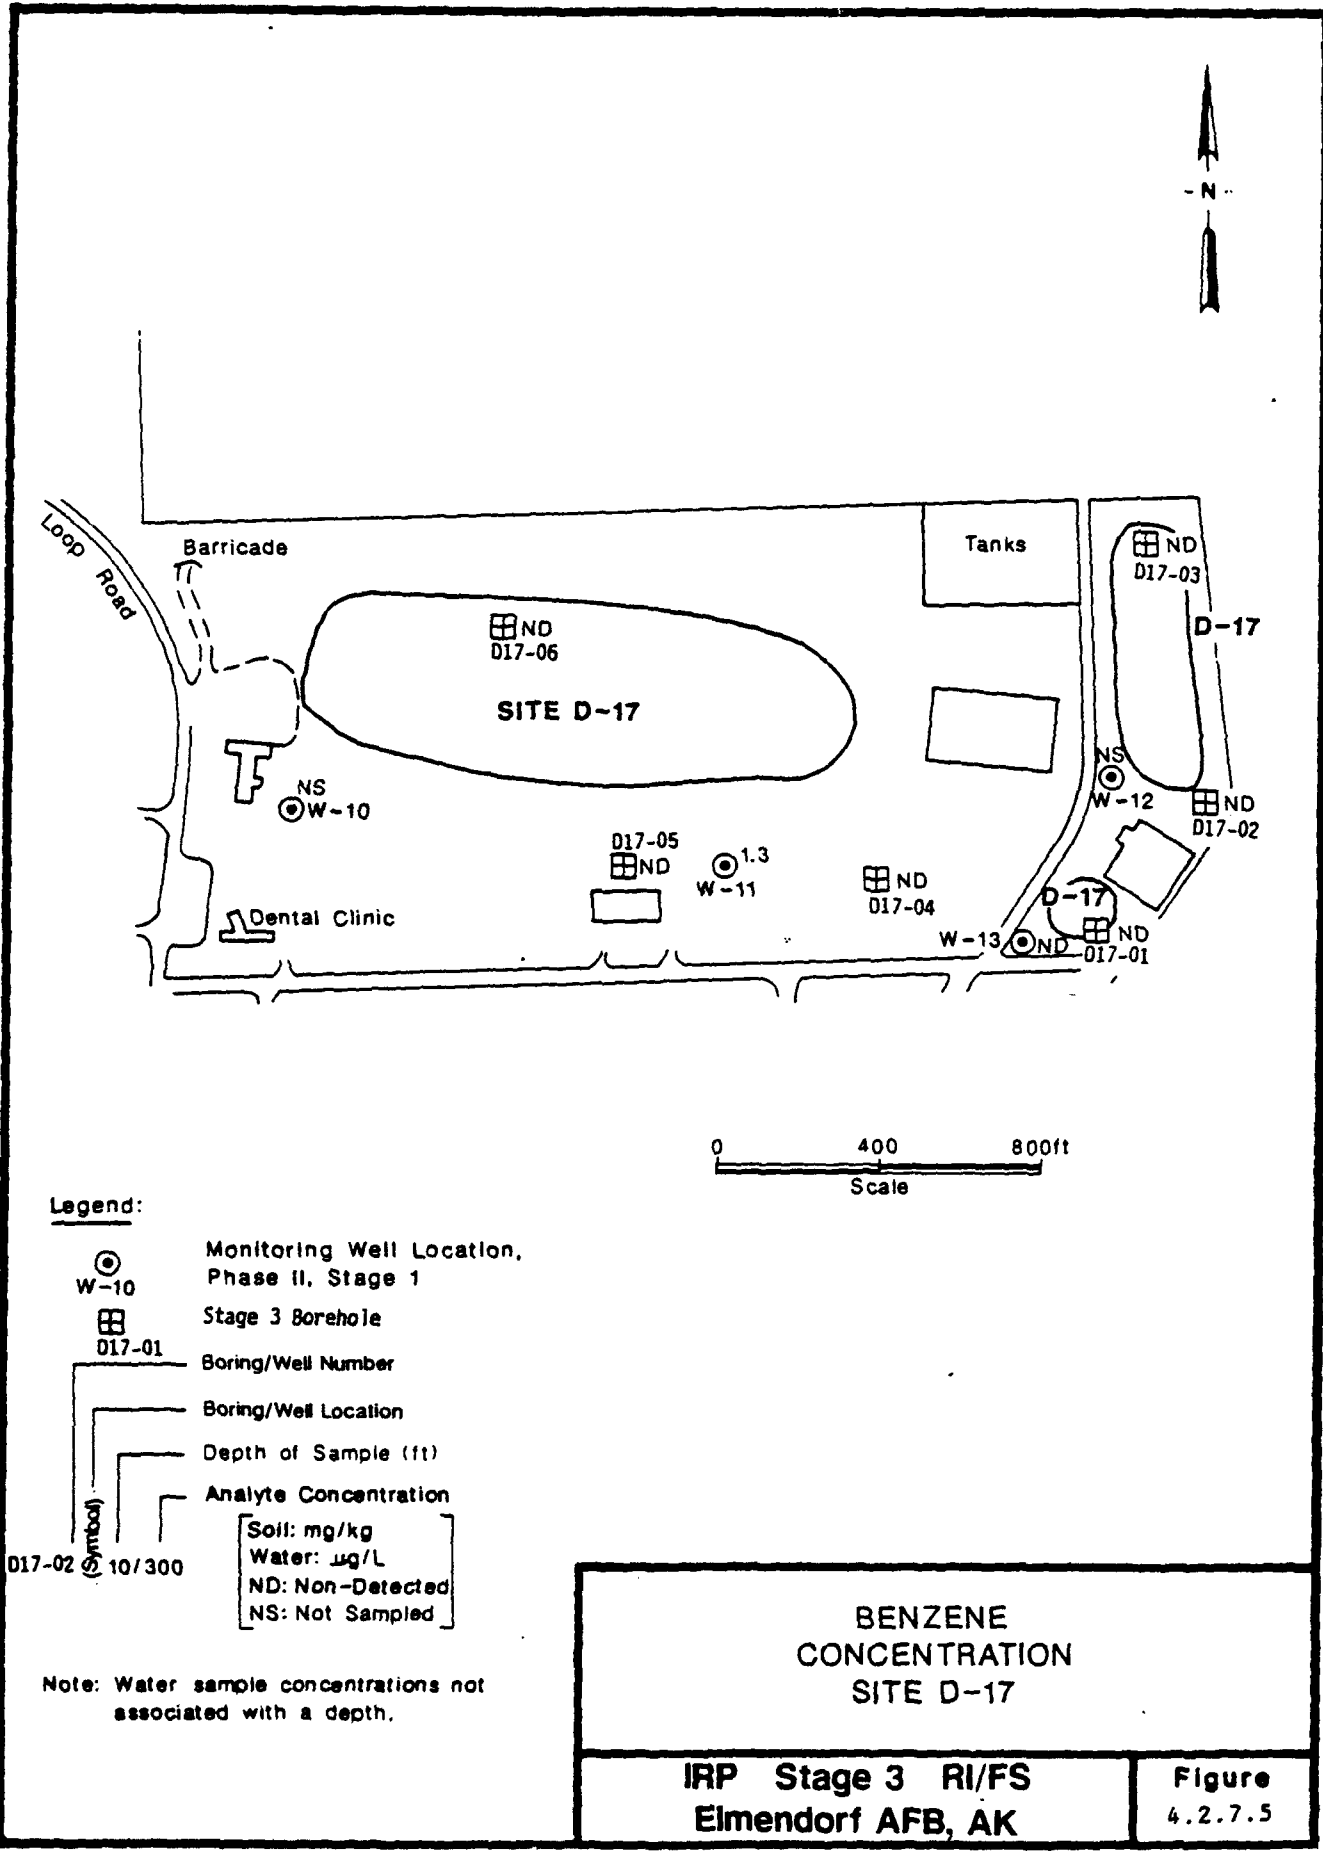 - N -
Loop Road
Barricade
Tanks
ND
D17-03
D-17
ND
D17-06
SITE D-17
NS
W-10
NS
W-12
ND
D17-02
D17-05
ND
1.3
W-11
ND
D17-04
D-17
Dental Clinic
W-13
ND
ND
D17-01
0 400 800ft
Scale
Legend:
W-10
Monitoring Well Location,
Phase II, Stage 1
D17-01
Stage 3 Borehole
Boring/Well Number
Boring/Well Location
Depth of Sample (ft)
Analyte Concentration
Soil: mg/kg
Water: µg/L
ND: Non-Detected
NS: Not Sampled
D17-02 (Symbol) 10/300
Note: Water sample concentrations not
associated with a depth.
BENZENE
CONCENTRATION
SITE D-17
IRP Stage 3 RI/FS
Elmendorf AFB, AK
Figure
4.2.7.5